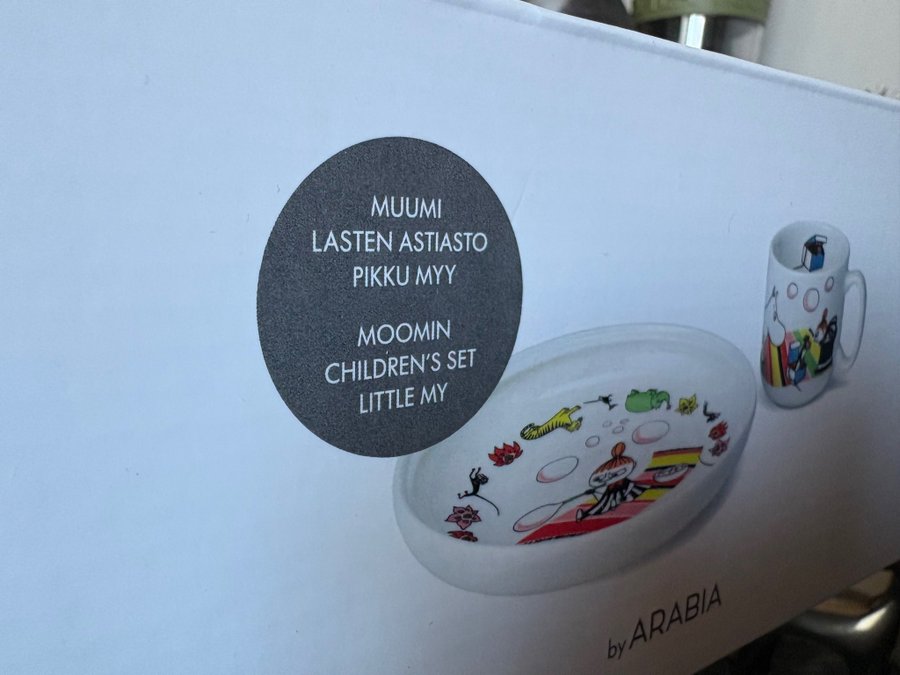 MUUMI
LASTEN ASTIASTO
PIKKU MYY
MOOMIN
CHILDREN'S SET
LITTLE MY
by ARABIA